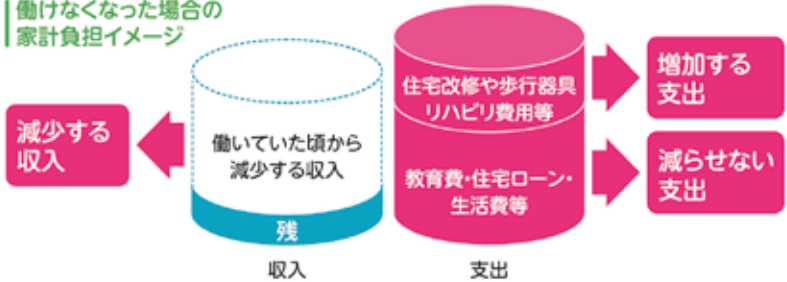 働けなくなった場合の
家計負担イメージ
減少する
収入
働いていた頃から
減少する収入
残
収入
住宅改修や歩行器具
リハビリ費用等
教育費・住宅ローン・
生活費等
支出
増加する
支出
減らせない
支出